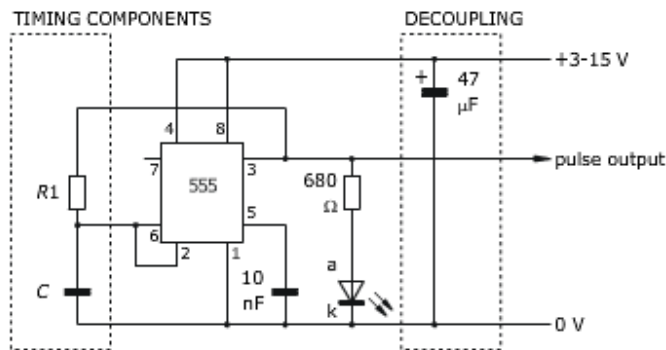 TIMING COMPONENTS
DECOUPLING
+3-15 V
+
47
µF
4
8
7
3
pulse output
555
680
Ω
R1
5
6
2
1
10
nF
a
k
C
0 V